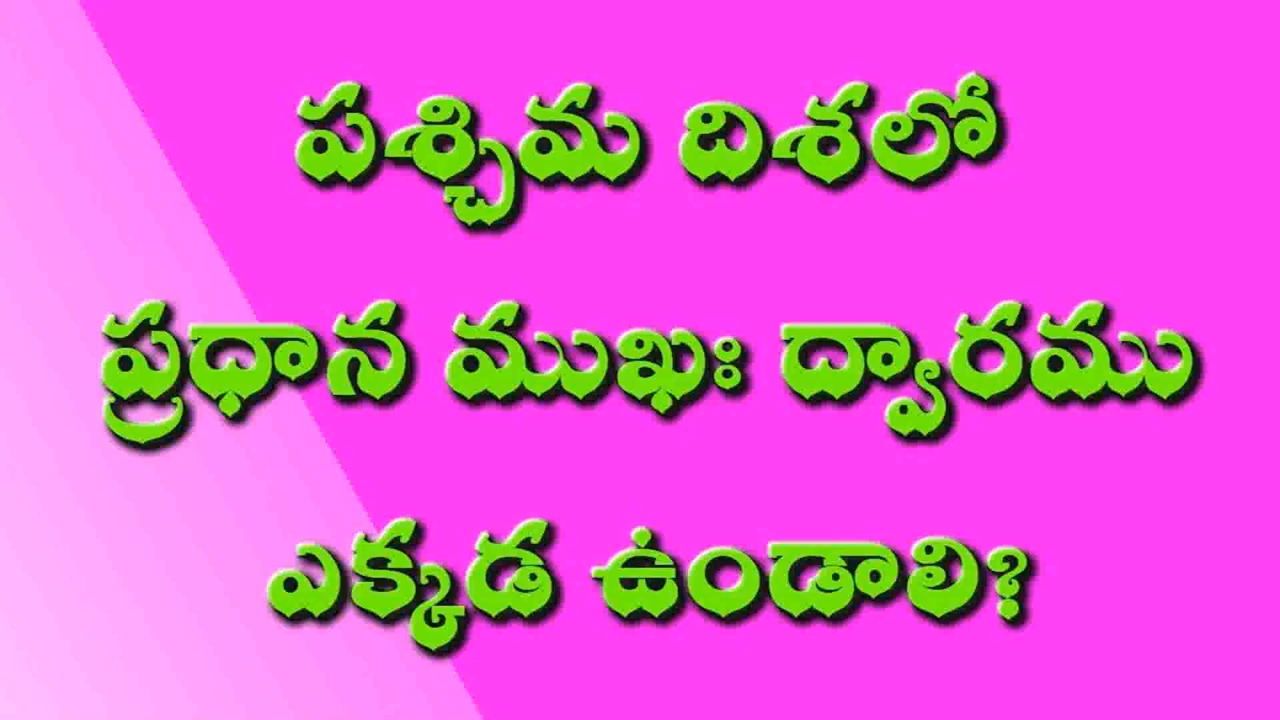 పశ్చిమ దిశలో
ప్రధాన ముఖః ద్వారము
ఎక్కడ ఉండాలి?